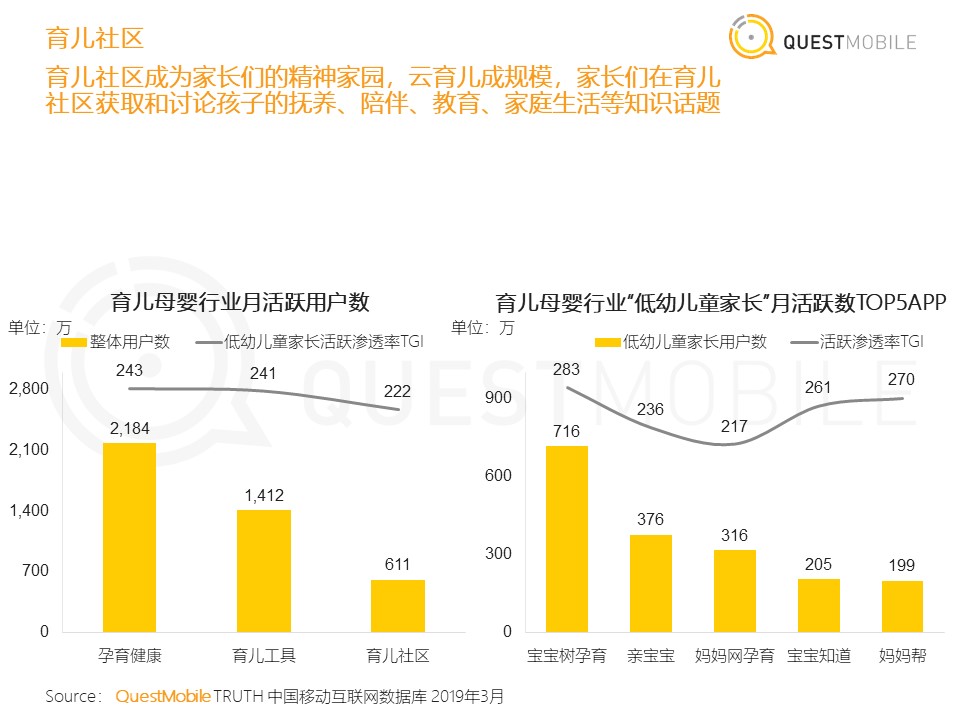 育儿社区
QUESTMOBILE
育儿社区成为家长们的精神家园，云育儿成规模，家长们在育儿
社区获取和讨论孩子的抚养、陪伴、教育、家庭生活等知识话题
育儿母婴行业月活跃用户数
单位：万
整体用户数 低幼儿童家长活跃渗透率TGI
243 241 222
2,800
2,100
1,400
700
0
2,184 1,412 611
孕育健康 育儿工具 育儿社区
育儿母婴行业"低幼儿童家长"月活跃数TOP5APP
单位：万
低幼儿童家长用户数 活跃渗透率TGI
283 236 217 261 270
900
600
300
0
716 376 316 205 199
宝宝树孕育 亲宝宝 妈妈网孕育 宝宝知道 妈妈帮
QUESTMOBILE
Source： QuestMobile TRUTH 中国移动互联网数据库 2019年3月